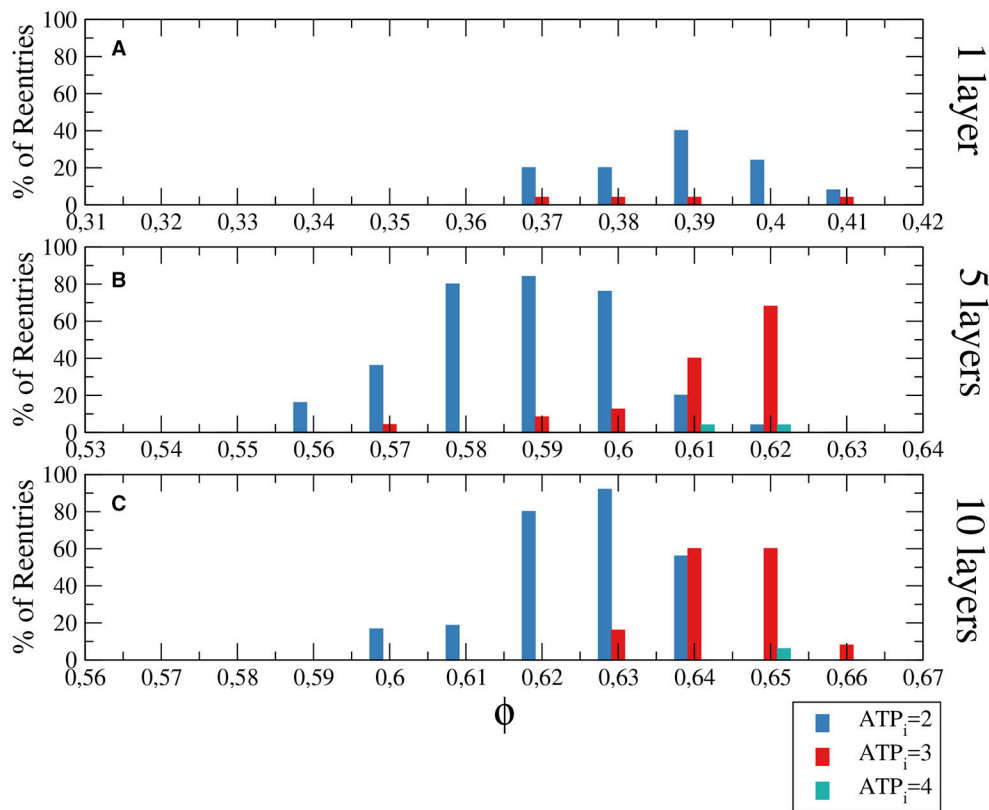 A
% of Reentries
100
80
60
40
20
0
0,31 0,32 0,33 0,34 0,35 0,36 0,37 0,38 0,39 0,4 0,41 0,42
1 layer
B
% of Reentries
100
80
60
40
20
0
0,53 0,54 0,55 0,56 0,57 0,58 0,59 0,6 0,61 0,62 0,63 0,64
5 layers
C
% of Reentries
100
80
60
40
20
0
0,56 0,57 0,58 0,59 0,6 0,61 0,62 0,63 0,64 0,65 0,66 0,67
10 layers
ϕ
ATPi=2
ATPi=3
ATPi=4